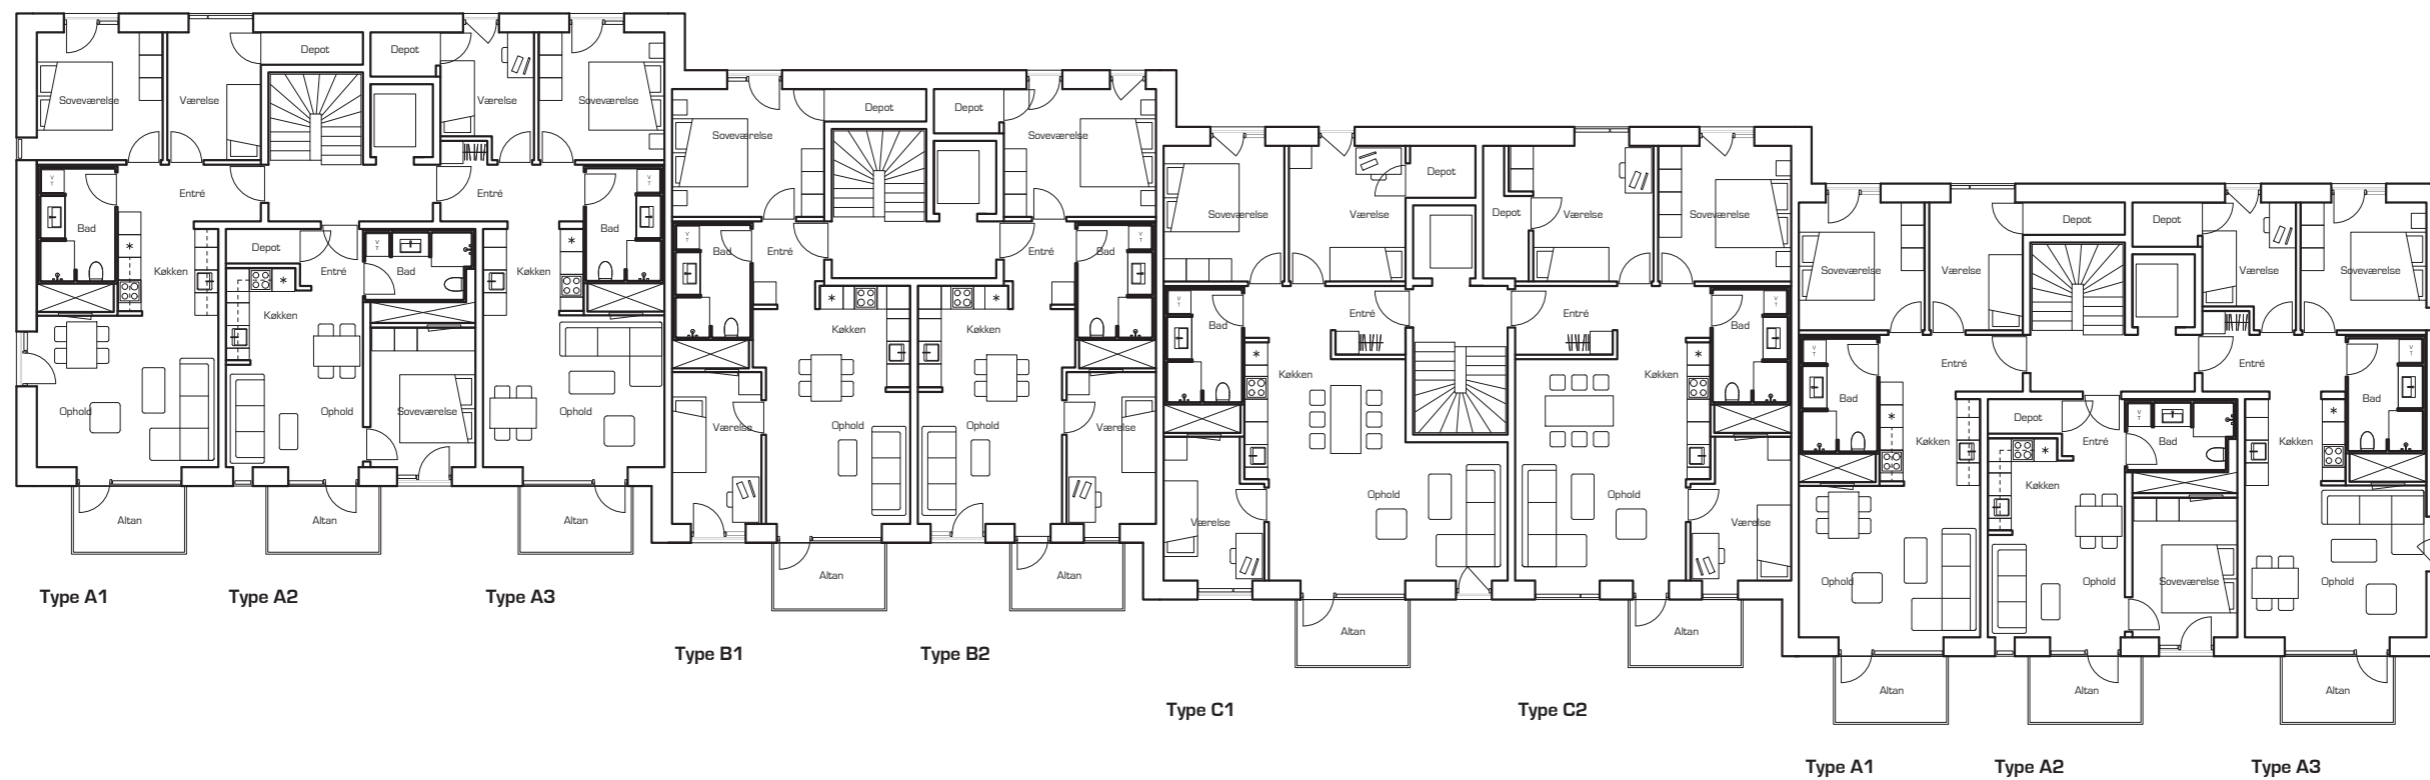 Depot
Depot
Soveværelse
Værelse
Værelse
Soveværelse
Entré
Entré
V
T
V
T
Bad
Bad
Depot
Entré
V
T
Bad
Køkken
Køkken
Køkken
Ophold
Ophold
Soveværelse
Ophold
Altan
Altan
Altan
Type A1
Type A2
Type A3
Depot
Depot
Soveværelse
Soveværelse
V
T
V
T
Bad
Entré
Entré
Bad
Køkken
Køkken
Værelse
Ophold
Ophold
Værelse
Altan
Altan
Type B1
Type B2
Depot
Depot
Soveværelse
Værelse
Værelse
Soveværelse
V
T
V
T
Bad
Entré
Entré
Bad
Køkken
Køkken
Ophold
Ophold
Værelse
Værelse
Altan
Altan
Type C1
Type C2
Depot
Depot
Soveværelse
Værelse
Værelse
Soveværelse
V
T
V
T
Entré
Entré
Bad
Bad
Depot
Entré
V
T
Bad
Køkken
Køkken
Køkken
Ophold
Ophold
Soveværelse
Ophold
Altan
Altan
Altan
Type A1
Type A2
Type A3